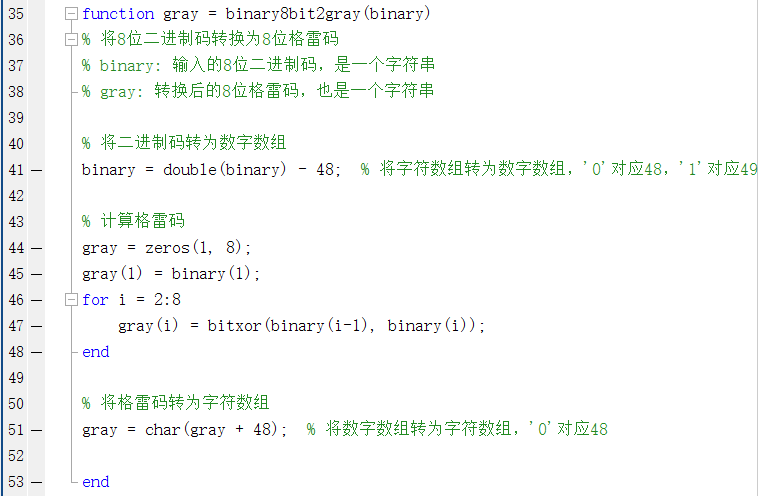 35 function gray = binary8bit2gray(binary)
36 % 将8位二进制码转换为8位格雷码
37 % binary: 输入的8位二进制码，是一个字符串
38 % gray: 转换后的8位格雷码，也是一个字符串
39
40 % 将二进制码转为数字数组
41 binary = double(binary) - 48;  % 将字符数组转为数字数组，'0'对应48，'1'对应49
42
43 % 计算格雷码
44 gray = zeros(1, 8);
45 gray(1) = binary(1);
46 for i = 2:8
47     gray(i) = bitxor(binary(i-1), binary(i));
48 end
49
50 % 将格雷码转为字符数组
51 gray = char(gray + 48);  % 将数字数组转为字符数组，'0'对应48
52
53 end